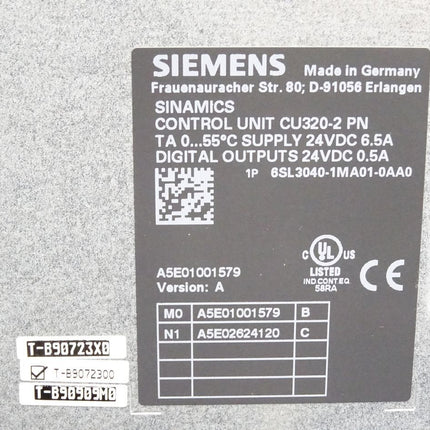 SIEMENS Made in Germany
Frauenauracher Str. 80; D-91056 Erlangen
SINAMICS
CONTROL UNIT CU320-2 PN
TA 0...55°C SUPPLY 24VDC 6.5A
DIGITAL OUTPUTS 24VDC 0.5A
1P 6SL3040-1MA01-0AA0
C UL US
LISTED
IND.CONT.EQ.
58RA
CE
A5E01001579
Version: A
M0 A5E01001579 B
N1 A5E02624120 C
T-B90723X0
T-B9072300
T-B90909M0